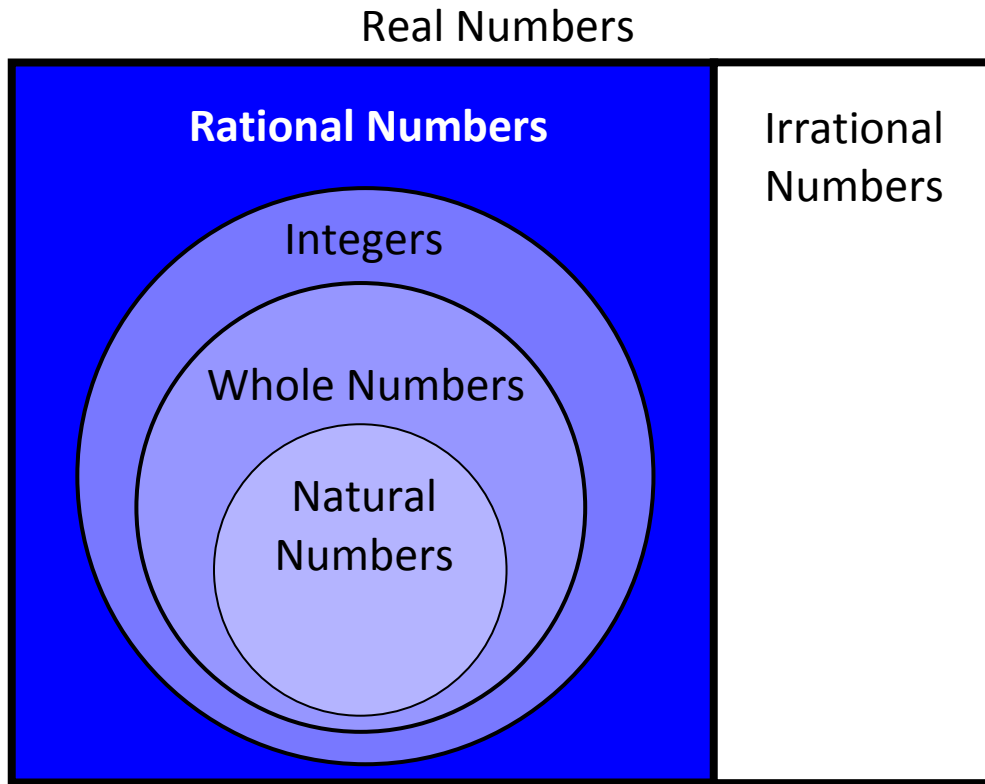 Real Numbers
Rational Numbers
Irrational
Numbers
Integers
Whole Numbers
Natural
Numbers